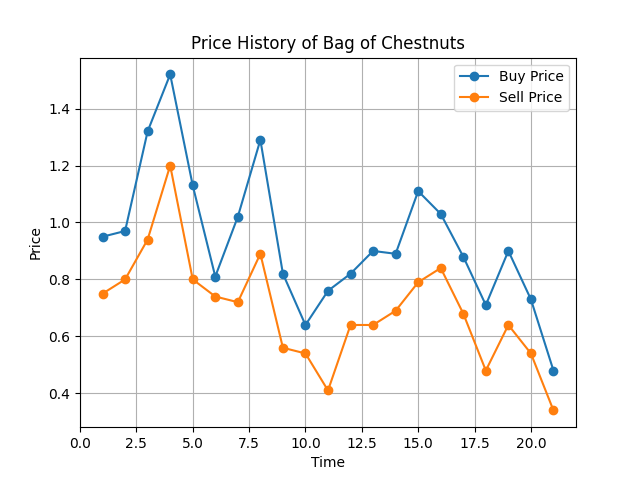 Price History of Bag of Chestnuts
Buy Price
Sell Price
Price
1.4
1.2
1.0
0.8
0.6
0.4
0.0 2.5 5.0 7.5 10.0 12.5 15.0 17.5 20.0
Time